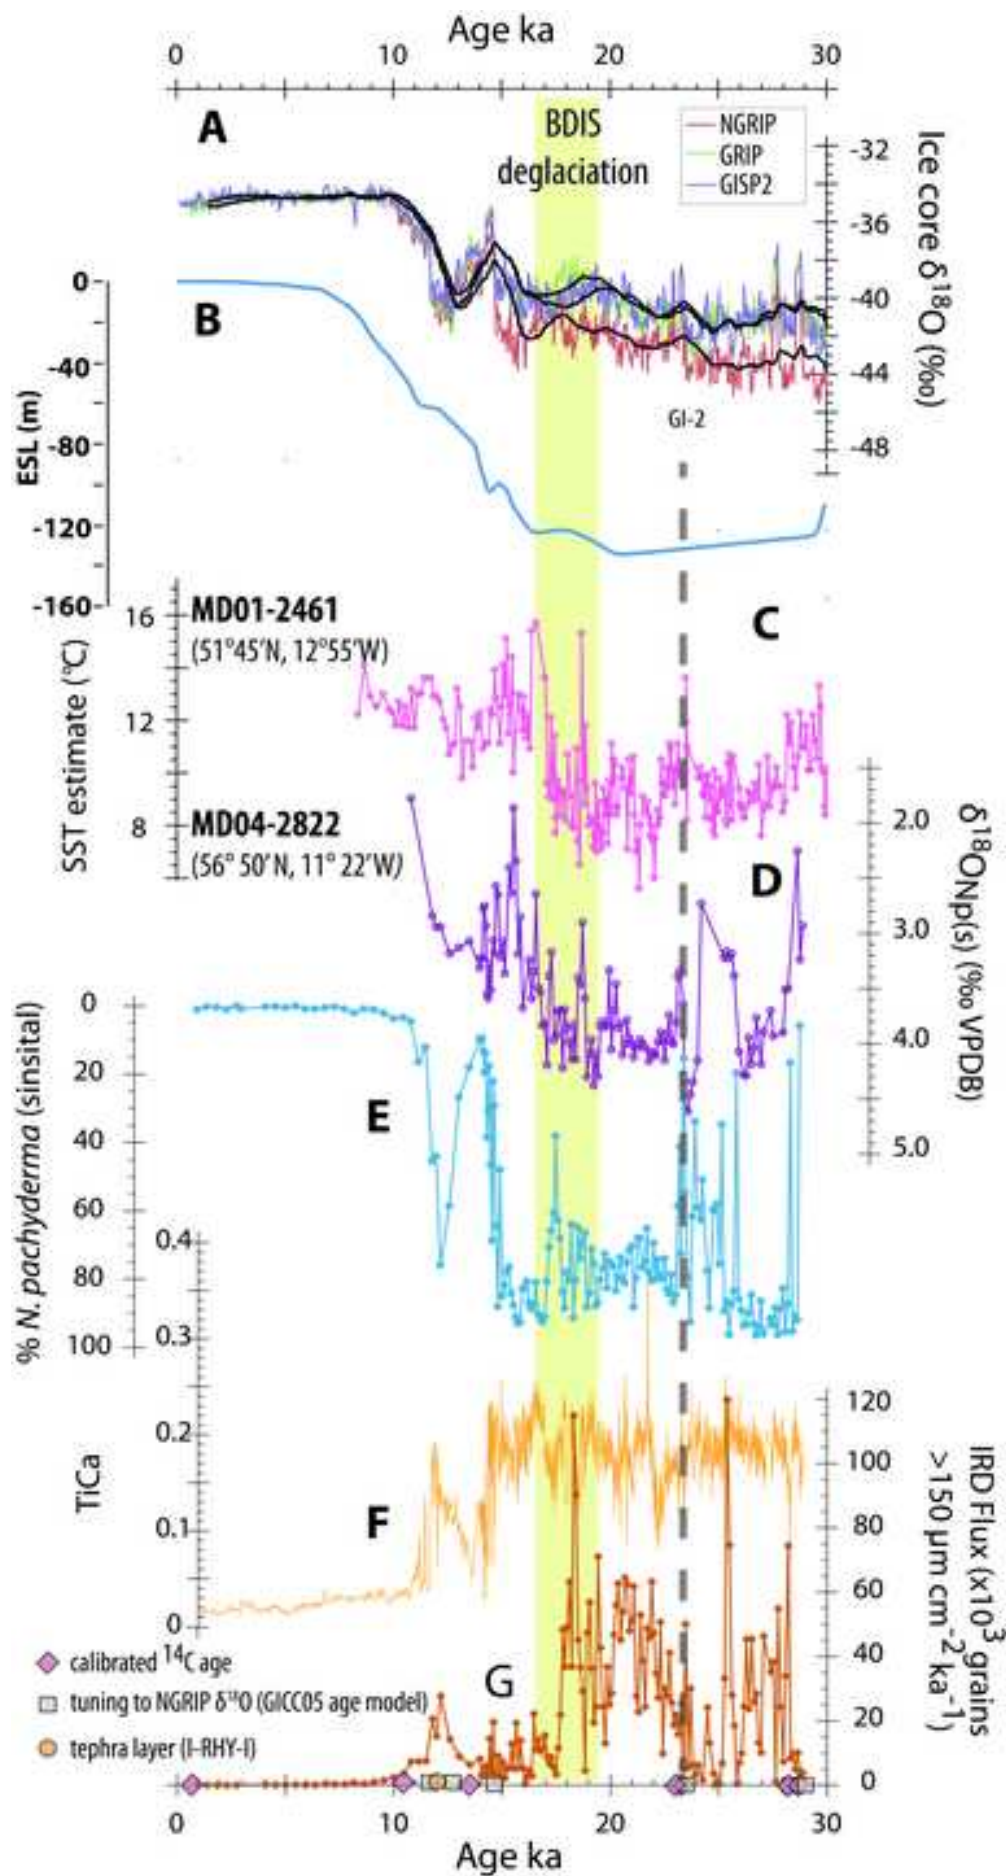 Age ka
0 10 20 30
A
BDIS
deglaciation
NGRIP
GRIP
GISP2
-32
-36
-40
-44
-48
Ice core δ¹⁸O (‰)
GI-2
B
0
-40
-80
-120
-160
ESL (m)
MD01-2461
(51°45'N, 12°55'W)
C
16
12
8
SST estimate (°C)
MD04-2822
(56° 50'N, 11° 22'W)
D
2.0
3.0
4.0
5.0
δ¹⁸ONp(s) (‰ VPDB)
E
0
20
40
60
80
100
% N. pachyderma (sinsital)
0.4
0.3
0.2
0.1
0
TiCa
F
120
100
80
60
40
20
0
IRD Flux (x10³ grains
>150 µm cm⁻² ka⁻¹)
G
calibrated ¹⁴C age
tuning to NGRIP δ¹⁸O (GICC05 age model)
tephra layer (I-RHY-I)
0 10 20 30
Age ka